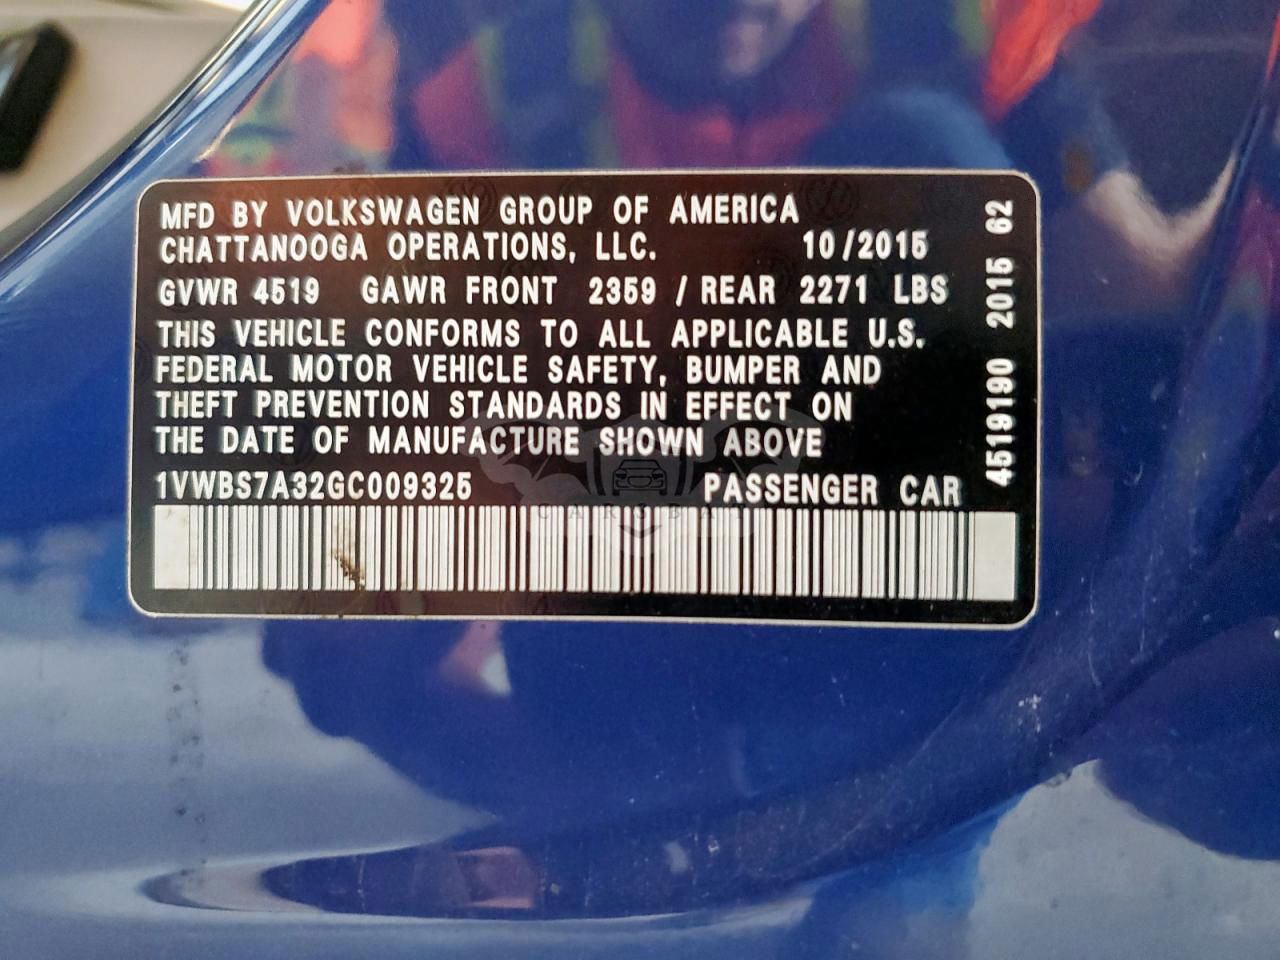 MFD BY VOLKSWAGEN GROUP OF AMERICA
CHATTANOOGA OPERATIONS, LLC. 10/2015
GVWR 4519 GAWR FRONT 2359 / REAR 2271 LBS
THIS VEHICLE CONFORMS TO ALL APPLICABLE U.S.
FEDERAL MOTOR VEHICLE SAFETY, BUMPER AND
THEFT PREVENTION STANDARDS IN EFFECT ON
THE DATE OF MANUFACTURE SHOWN ABOVE
1VWBS7A32GC009325 PASSENGER CAR
4519190 2015 62
CARSBAT